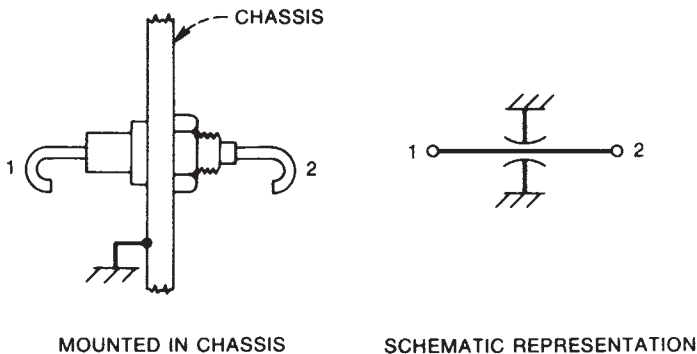 CHASSIS
1
2
1
2
MOUNTED IN CHASSIS
SCHEMATIC REPRESENTATION